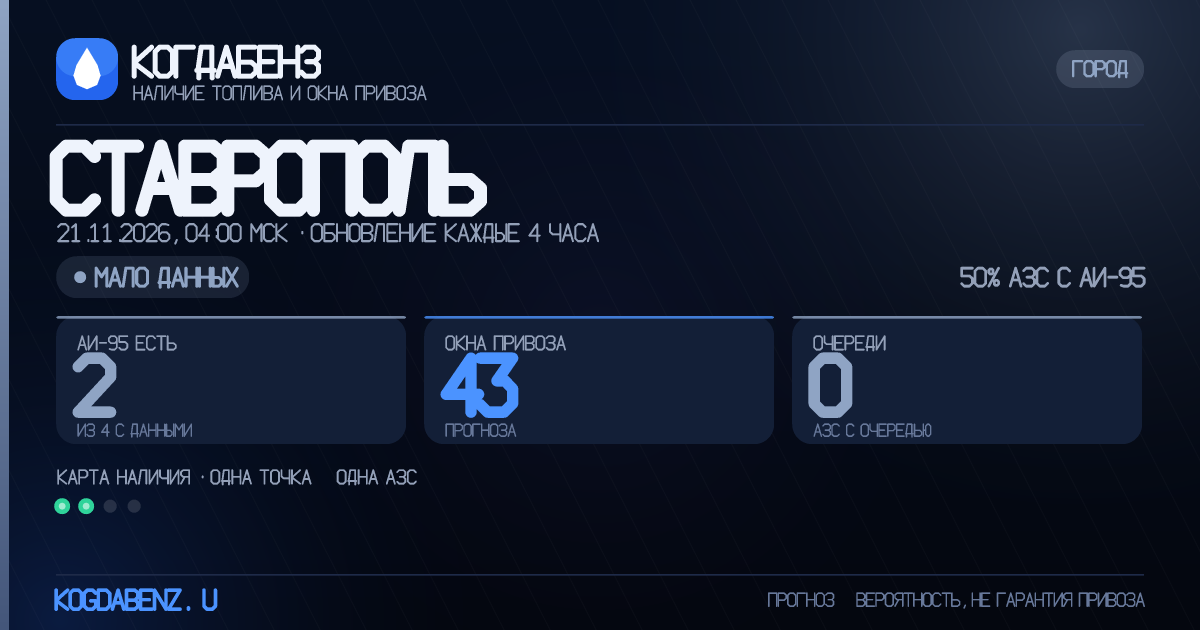 КОГДАБЕНЗ
НАЛИЧИЕ ТОПЛИВА И ОКНА ПРИВОЗА
ГОРОД
СТАВРОПОЛЬ
21.11.2026, 04:00 МСК · ОБНОВЛЕНИЕ КАЖДЫЕ 4 ЧАСА
МАЛО ДАННЫХ
50% АЗС С АИ-95
АИ-95 ЕСТЬ
2
ИЗ 4 С ДАННЫМИ
ОКНА ПРИВОЗА
43
ПРОГНОЗА
ОЧЕРЕДИ
0
АЗС С ОЧЕРЕДЬЮ
КАРТА НАЛИЧИЯ · ОДНА ТОЧКА ОДНА АЗС
KOGDABENZ. U
ПРОГНОЗ ВЕРОЯТНОСТЬ, НЕ ГАРАНТИЯ ПРИВОЗА